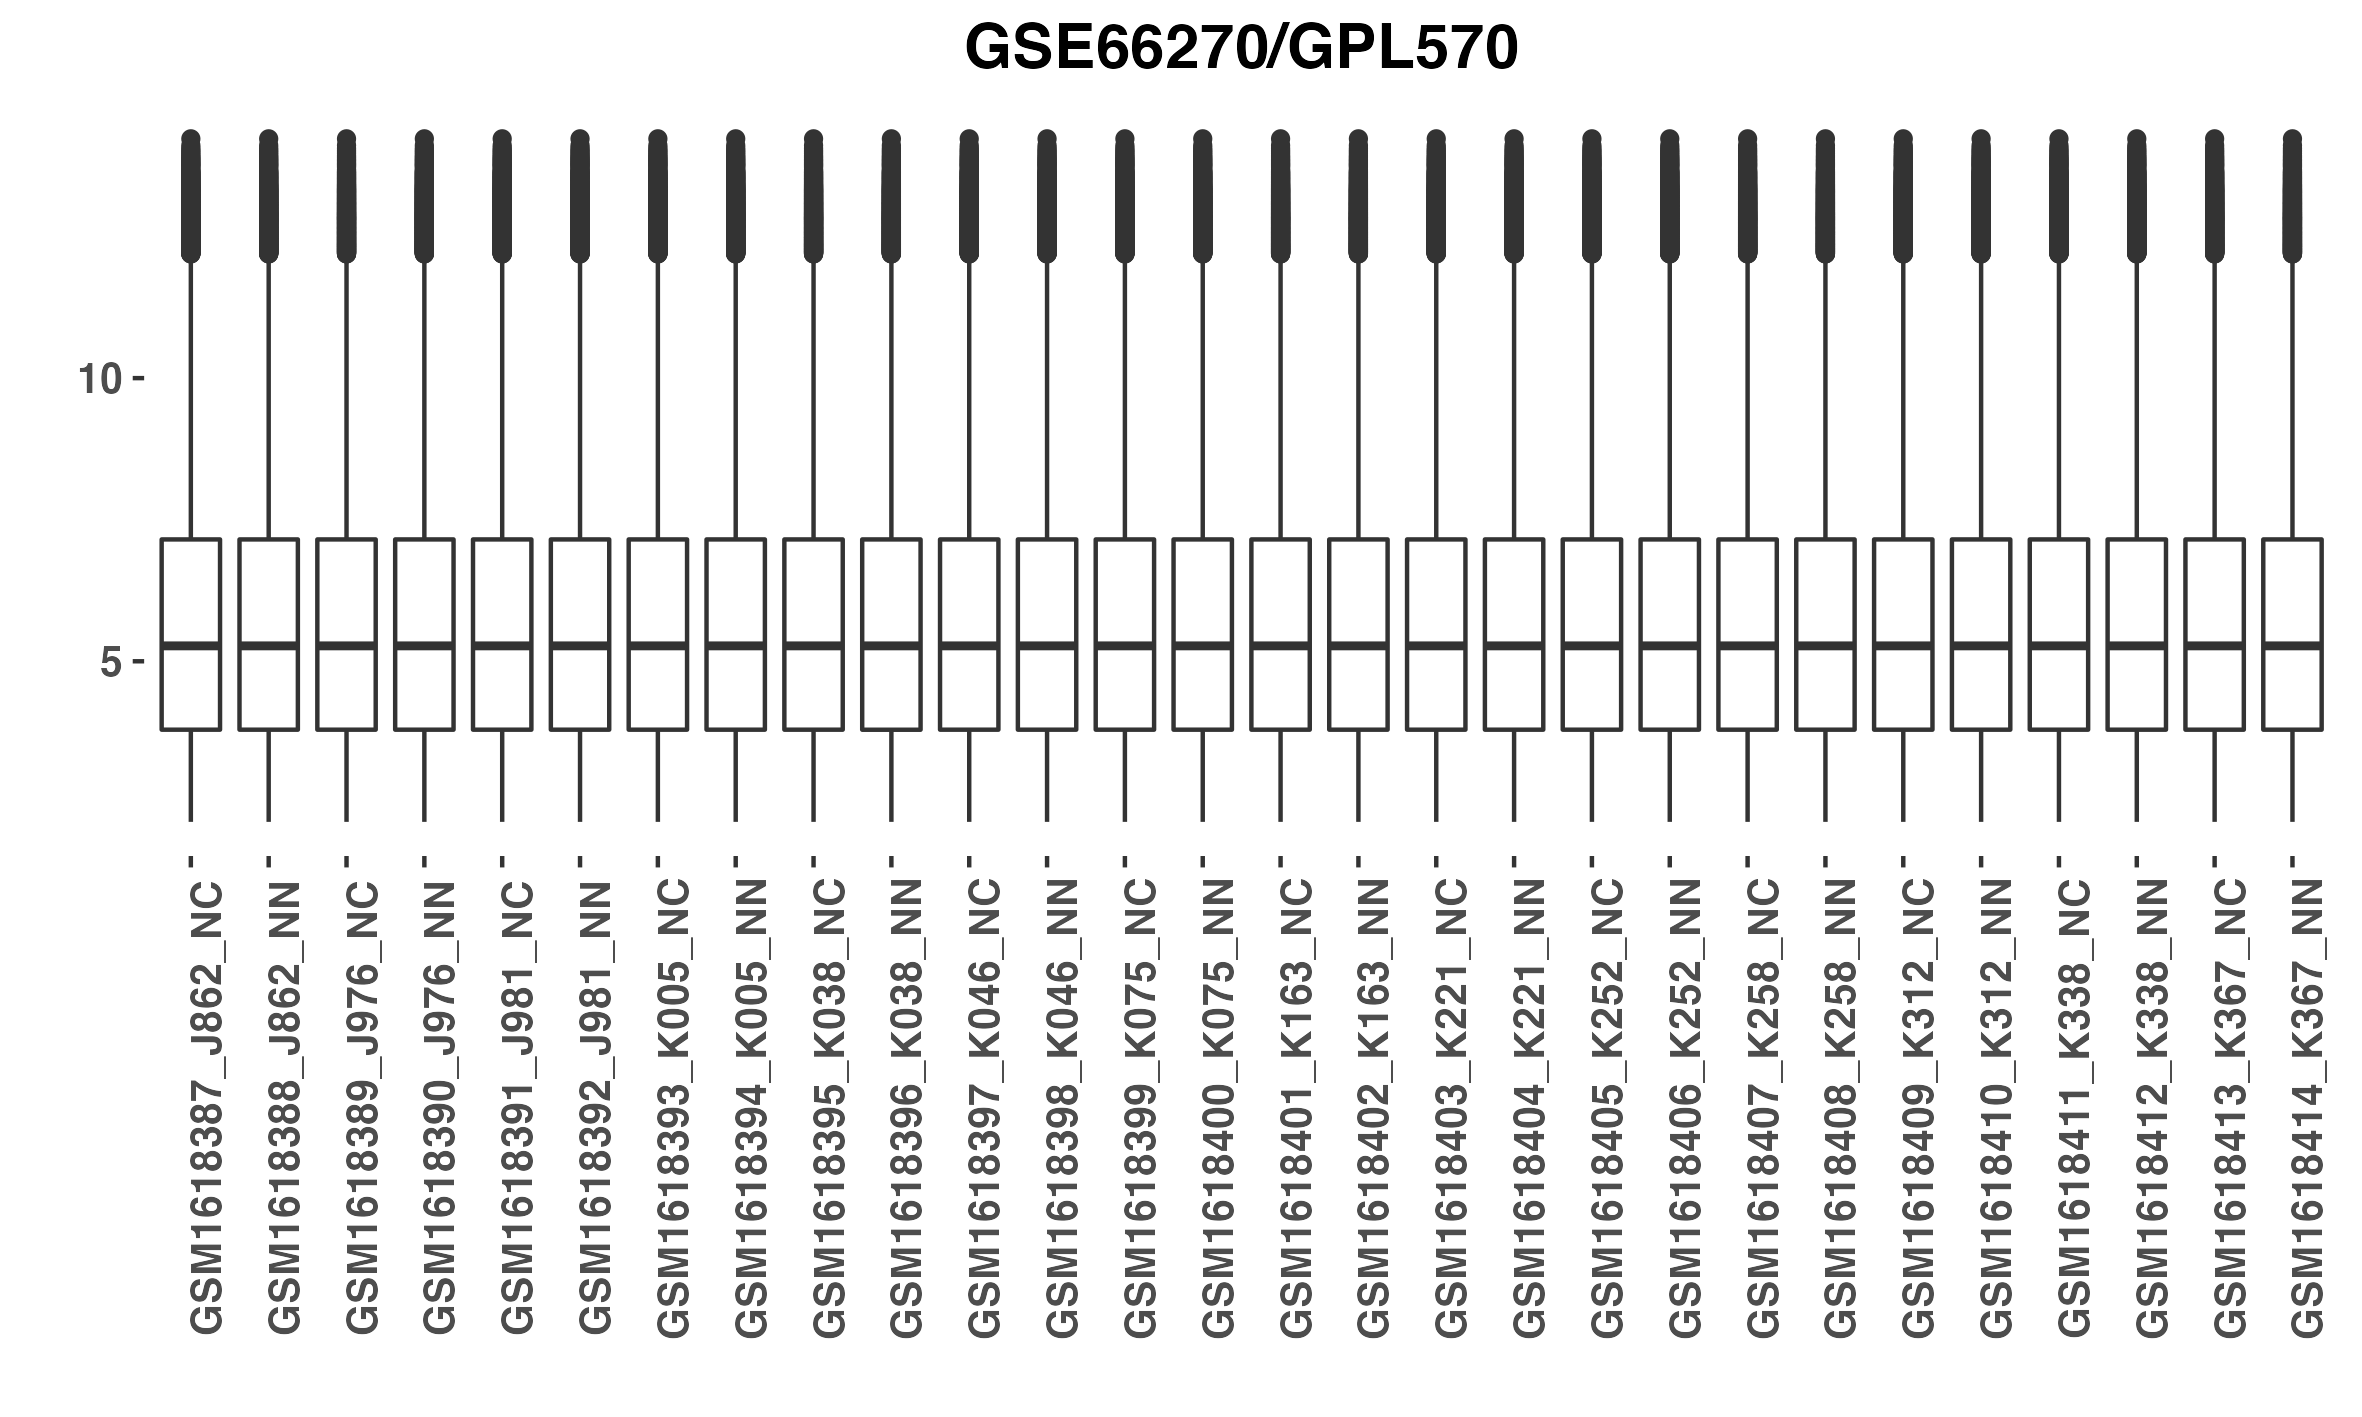 GSE66270/GPL570
10
5
GSM1618387_J862_NC
GSM1618388_J862_NN
GSM1618389_J976_NC
GSM1618390_J976_NN
GSM1618391_J981_NC
GSM1618392_J981_NN
GSM1618393_K005_NC
GSM1618394_K005_NN
GSM1618395_K038_NC
GSM1618396_K038_NN
GSM1618397_K046_NC
GSM1618398_K046_NN
GSM1618399_K075_NC
GSM1618400_K075_NN
GSM1618401_K163_NC
GSM1618402_K163_NN
GSM1618403_K221_NC
GSM1618404_K221_NN
GSM1618405_K252_NC
GSM1618406_K252_NN
GSM1618407_K258_NC
GSM1618408_K258_NN
GSM1618409_K312_NC
GSM1618410_K312_NN
GSM1618411_K338_NC
GSM1618412_K338_NN
GSM1618413_K367_NC
GSM1618414_K367_NN